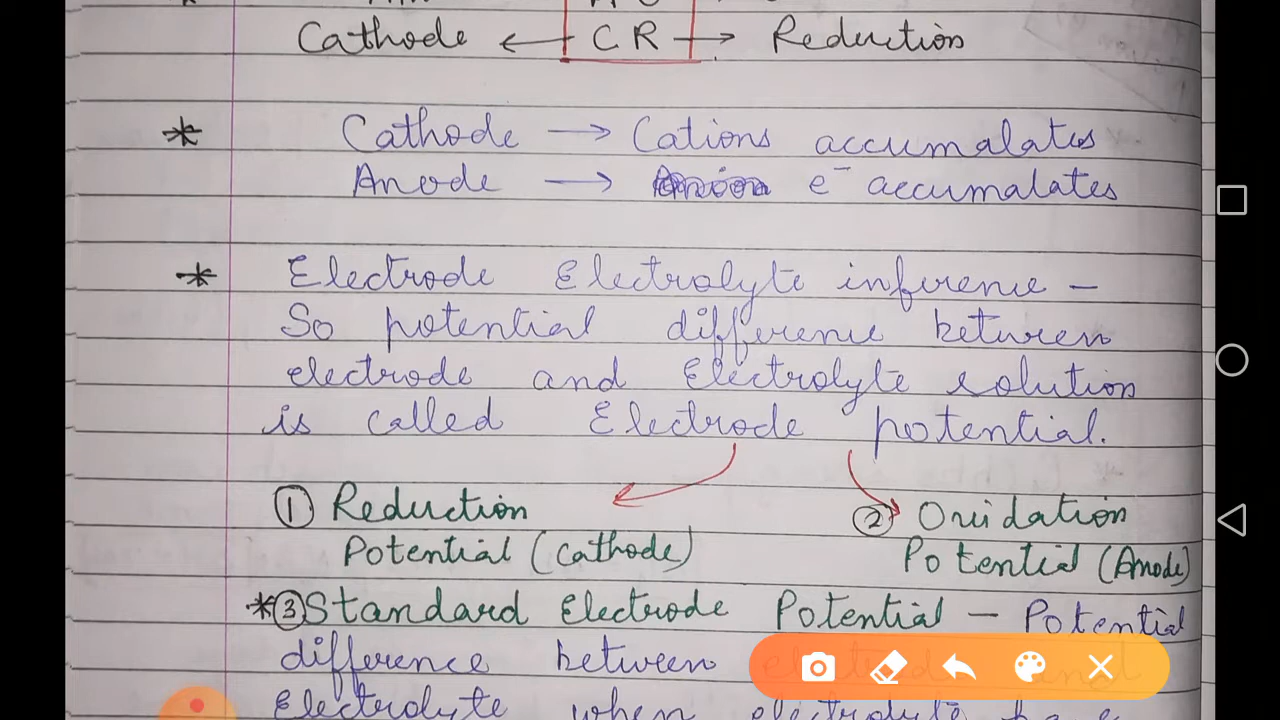 Cathode ← CR → Reduction
* Cathode → Cations accumalates
Anode → e⁻ accumalates
* Electrode Electrolyte inference -
So potential difference between
electrode and Electrolyte solution
is called Electrode potential.
① Reduction ② Oxidation
Potential (Cathode) Potential (Anode)
*③ Standard Electrode Potential - Potential
difference between and
Electrolyte when electrolyte